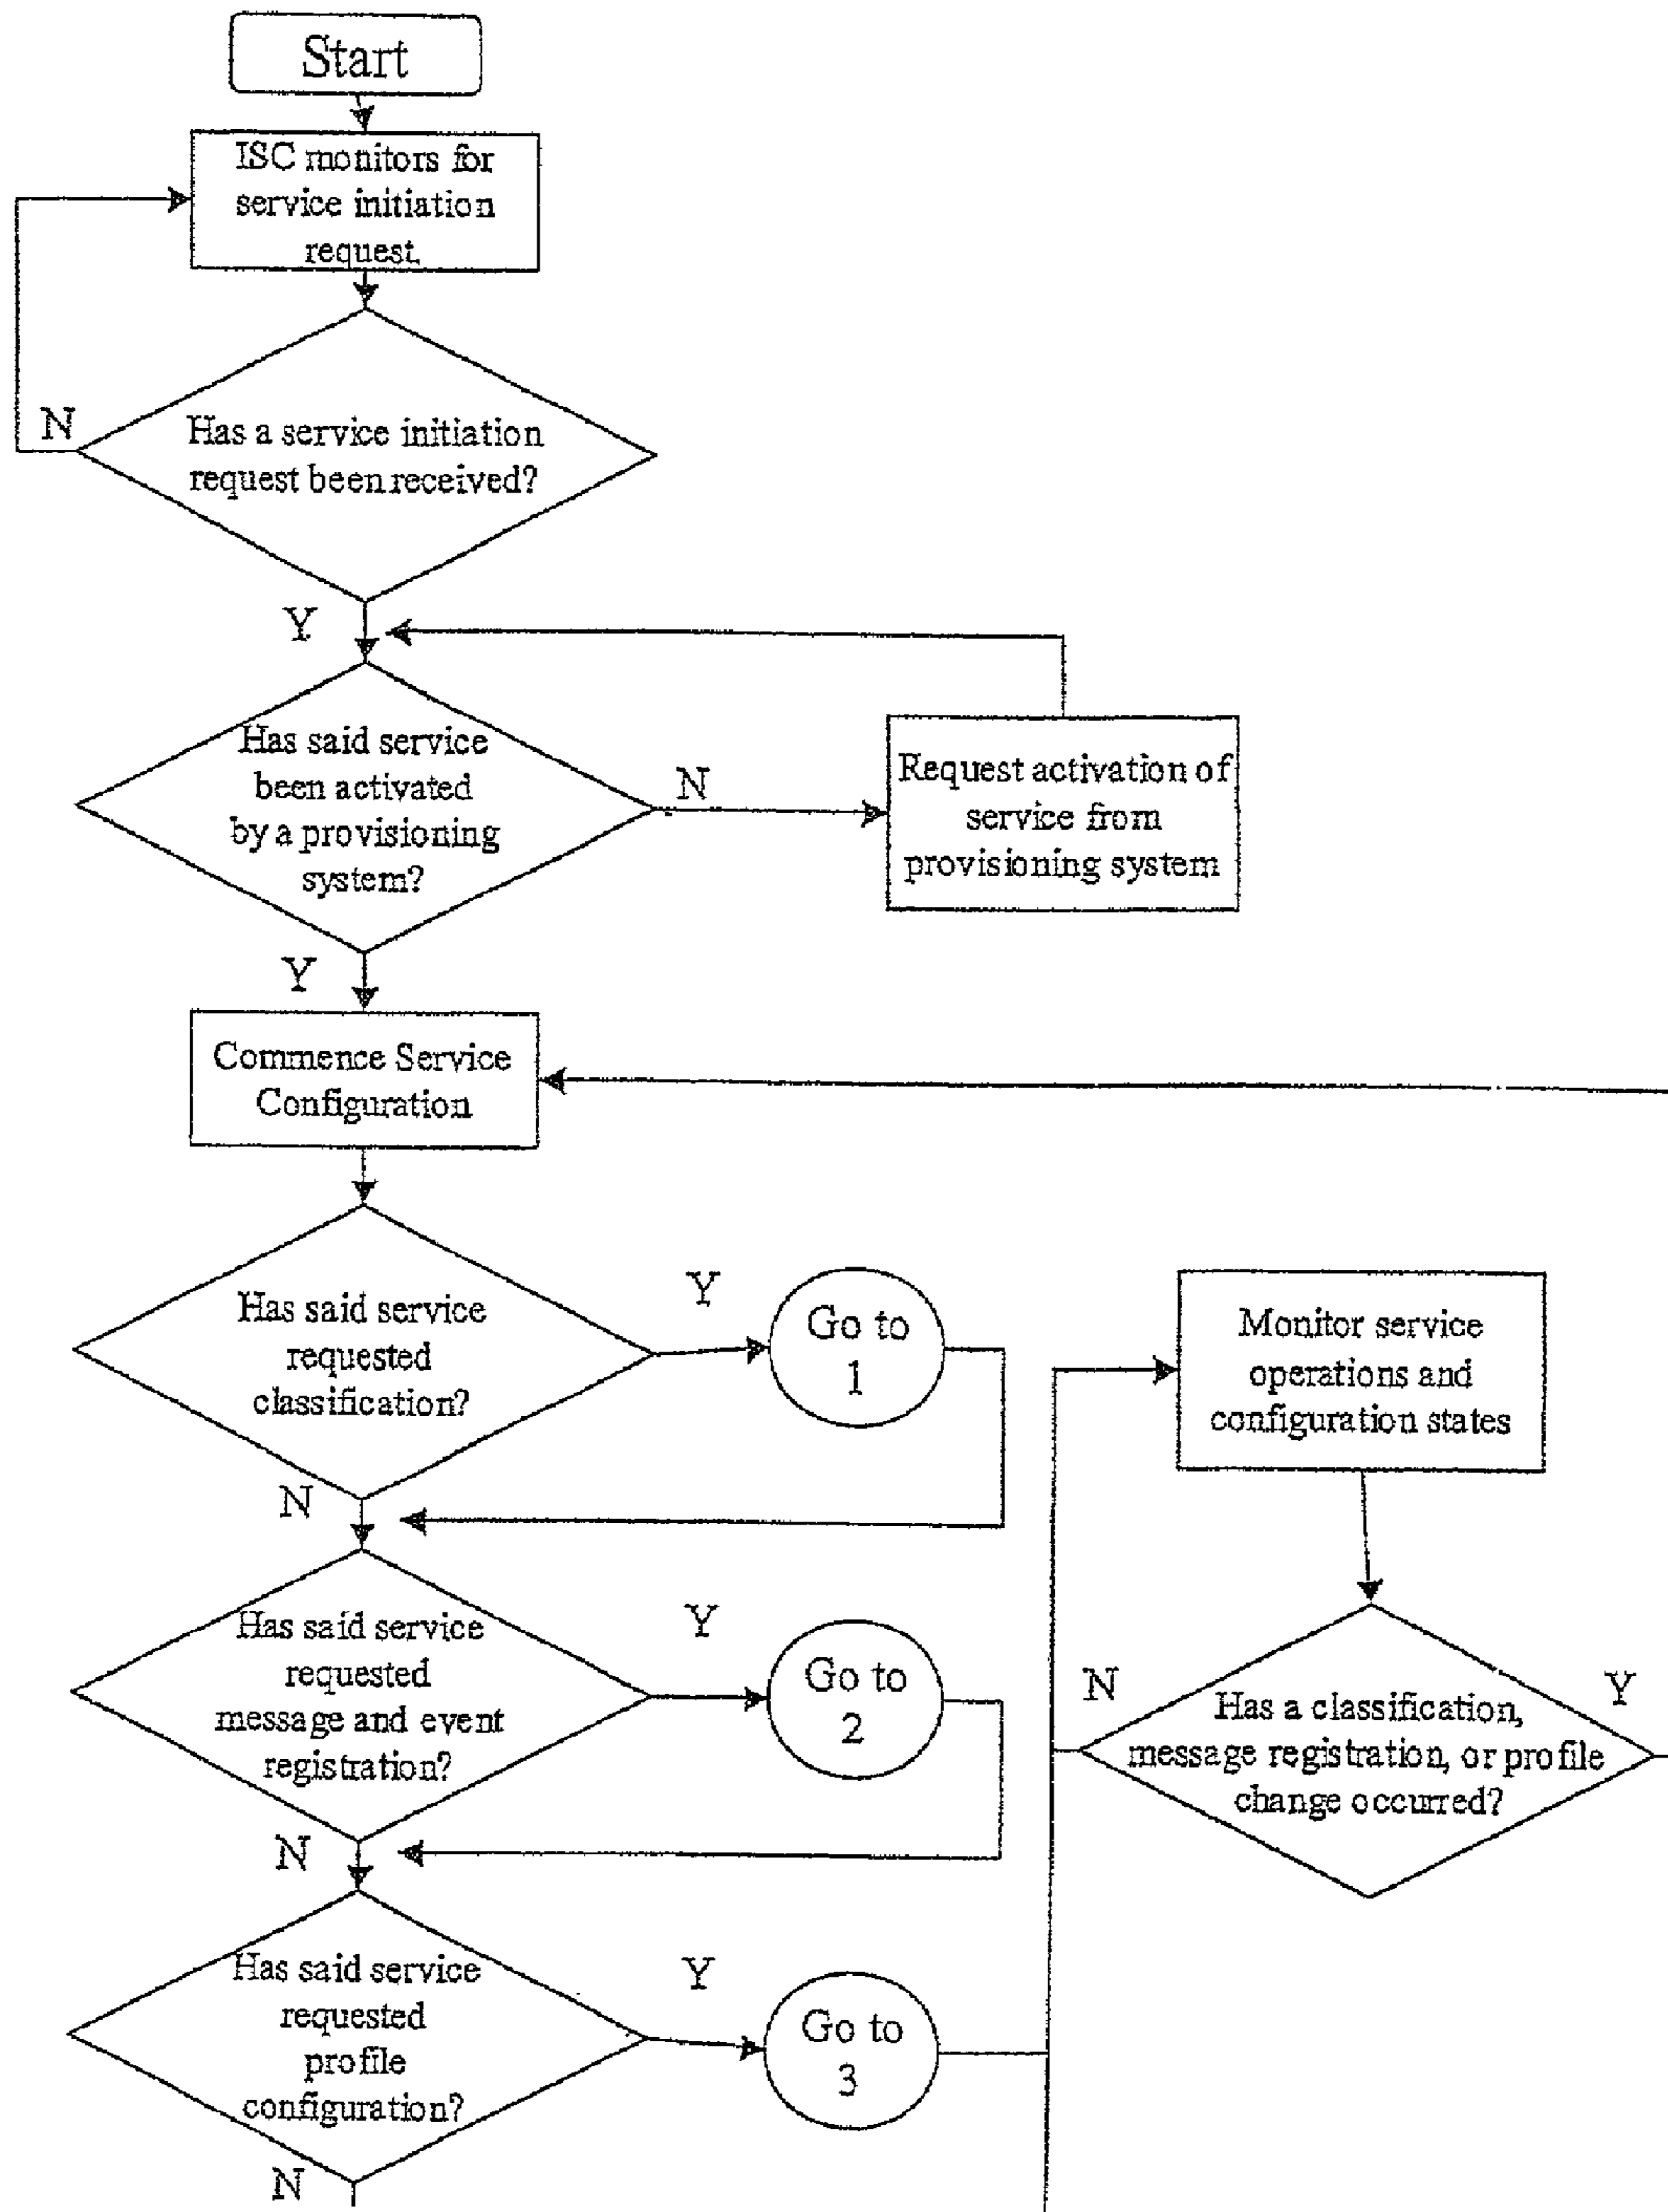 Start
ISC monitors for
service initiation
request.
N
Has a service initiation
request been received?
Y
Has said service
been activated
by a provisioning
system?
N
Request activation of
service from
provisioning system
Y
Commence Service
Configuration
Has said service
requested
classification?
Y
Go to
1
N
Has said service
requested
message and event
registration?
Y
Go to
2
N
Has said service
requested
profile
configuration?
Y
Go to
3
N
Monitor service
operations and
configuration states
N
Has a classification,
message registration, or profile
change occurred?
Y